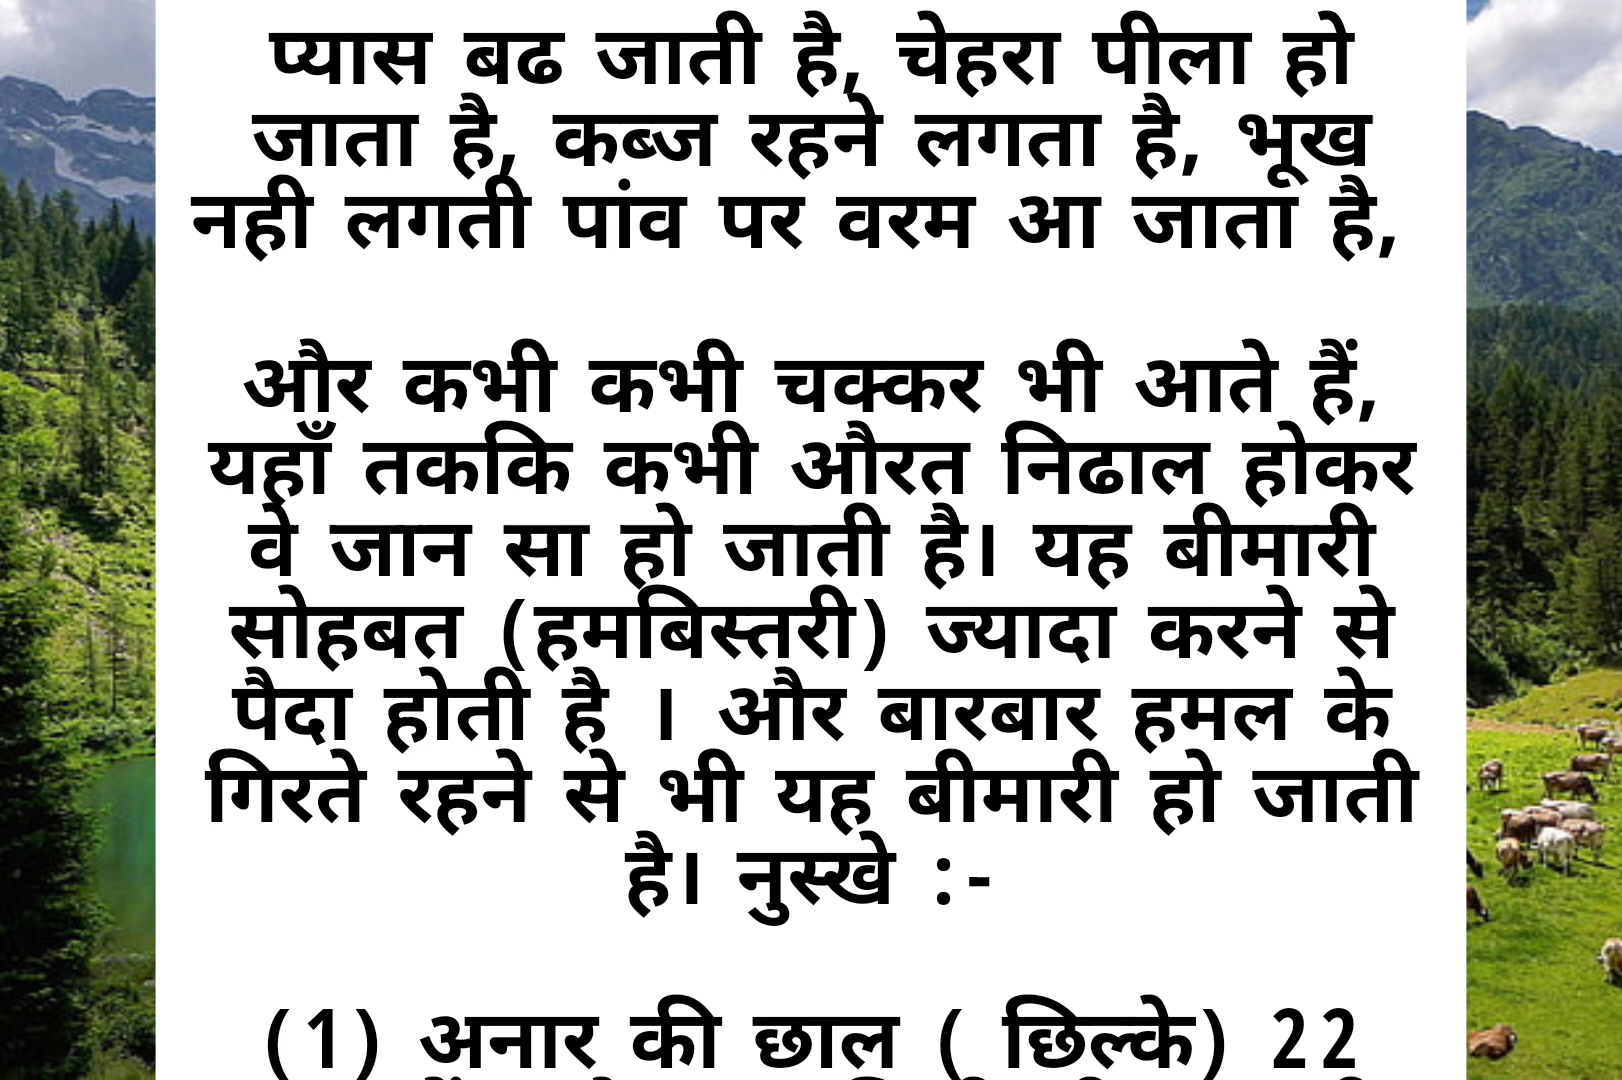 प्यास बढ जाती है, चेहरा पीला हो
जाता है, कब्ज रहने लगता है, भूख
नही लगती पांव पर वरम आ जाता है,
और कभी कभी चक्कर भी आते हैं,
यहाँ तककि कभी औरत निढाल होकर
वे जान सा हो जाती है। यह बीमारी
सोहबत (हमबिस्तरी) ज्यादा करने से
पैदा होती है । और बारबार हमल के
गिरते रहने से भी यह बीमारी हो जाती
है। नुस्खे :-
(1) अनार की छाल ( छिल्के) 22